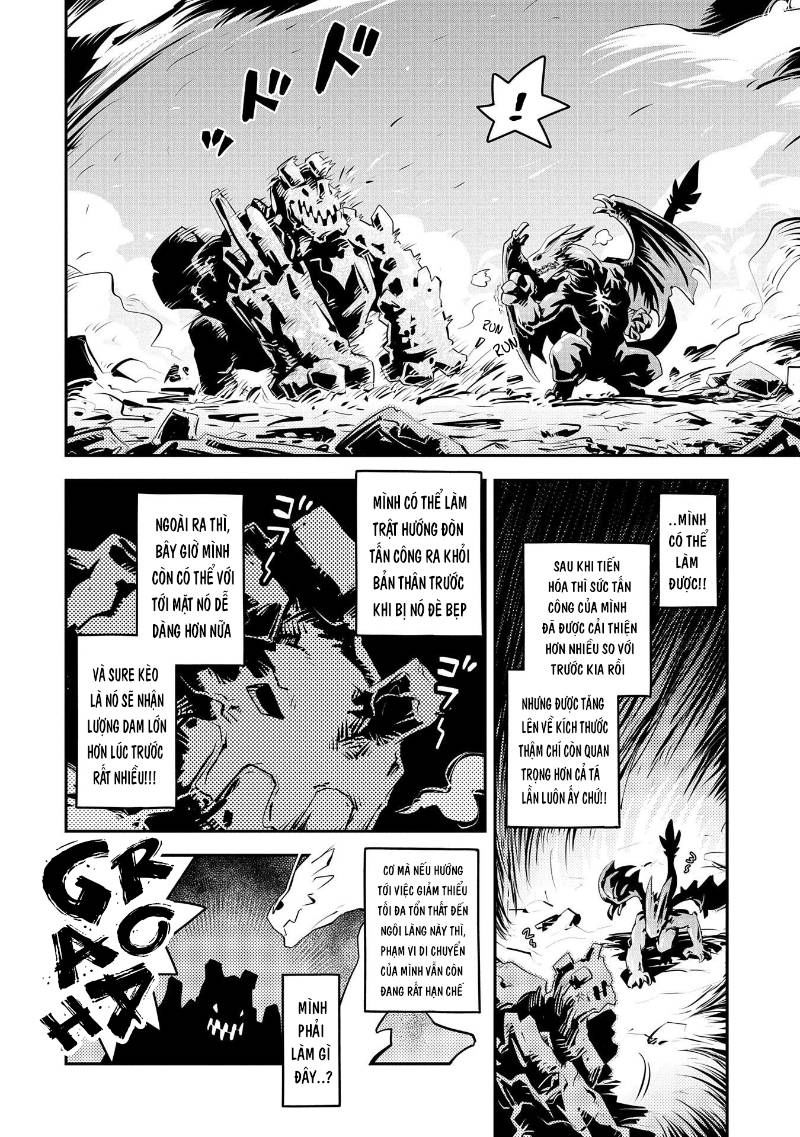 ズ ズズ
!
ZUN
ZUN
..MÌNH
CÓ THỂ
LÀM
ĐƯỢC!!
SAU KHI TIẾN
HÓA THÌ SỨC TẤN
CÔNG CỦA MÌNH
ĐÃ ĐƯỢC CẢI THIỆN
HƠN NHIỀU SO VỚI
TRƯỚC KIA RỒI
NHƯNG ĐƯỢC TĂNG
LÊN VỀ KÍCH THƯỚC
THẬM CHÍ CÒN QUAN
TRỌNG HƠN CẢ TÁ
LẦN LUÔN ẤY CHỨ!!
MÌNH CÓ THỂ LÀM
TRẬT HƯỚNG ĐÒN
TẤN CÔNG RA KHỎI
BẢN THÂN TRƯỚC
KHI BỊ NÓ ĐÈ BẸP
NGOÀI RA THÌ,
BÂY GIỜ MÌNH
CÒN CÓ THỂ VỚI
TỚI MẶT NÓ DỄ
DÀNG HƠN NỮA
VÀ SURE KÈO
LÀ NÓ SẼ NHẬN
LƯỢNG DAM LỚN
HƠN LÚC TRƯỚC
RẤT NHIỀU!!!
CƠ MÀ NẾU HƯỚNG
TỚI VIỆC GIẢM THIỂU
TỐI ĐA TỔN THẤT ĐẾN
NGÔI LÀNG NÀY THÌ,
PHẠM VI DI CHUYỂN
CỦA MÌNH VẪN CÒN
ĐANG RẤT HẠN CHẾ
MÌNH
PHẢI
LÀM GÌ
ĐÂY..?
GROAAAH